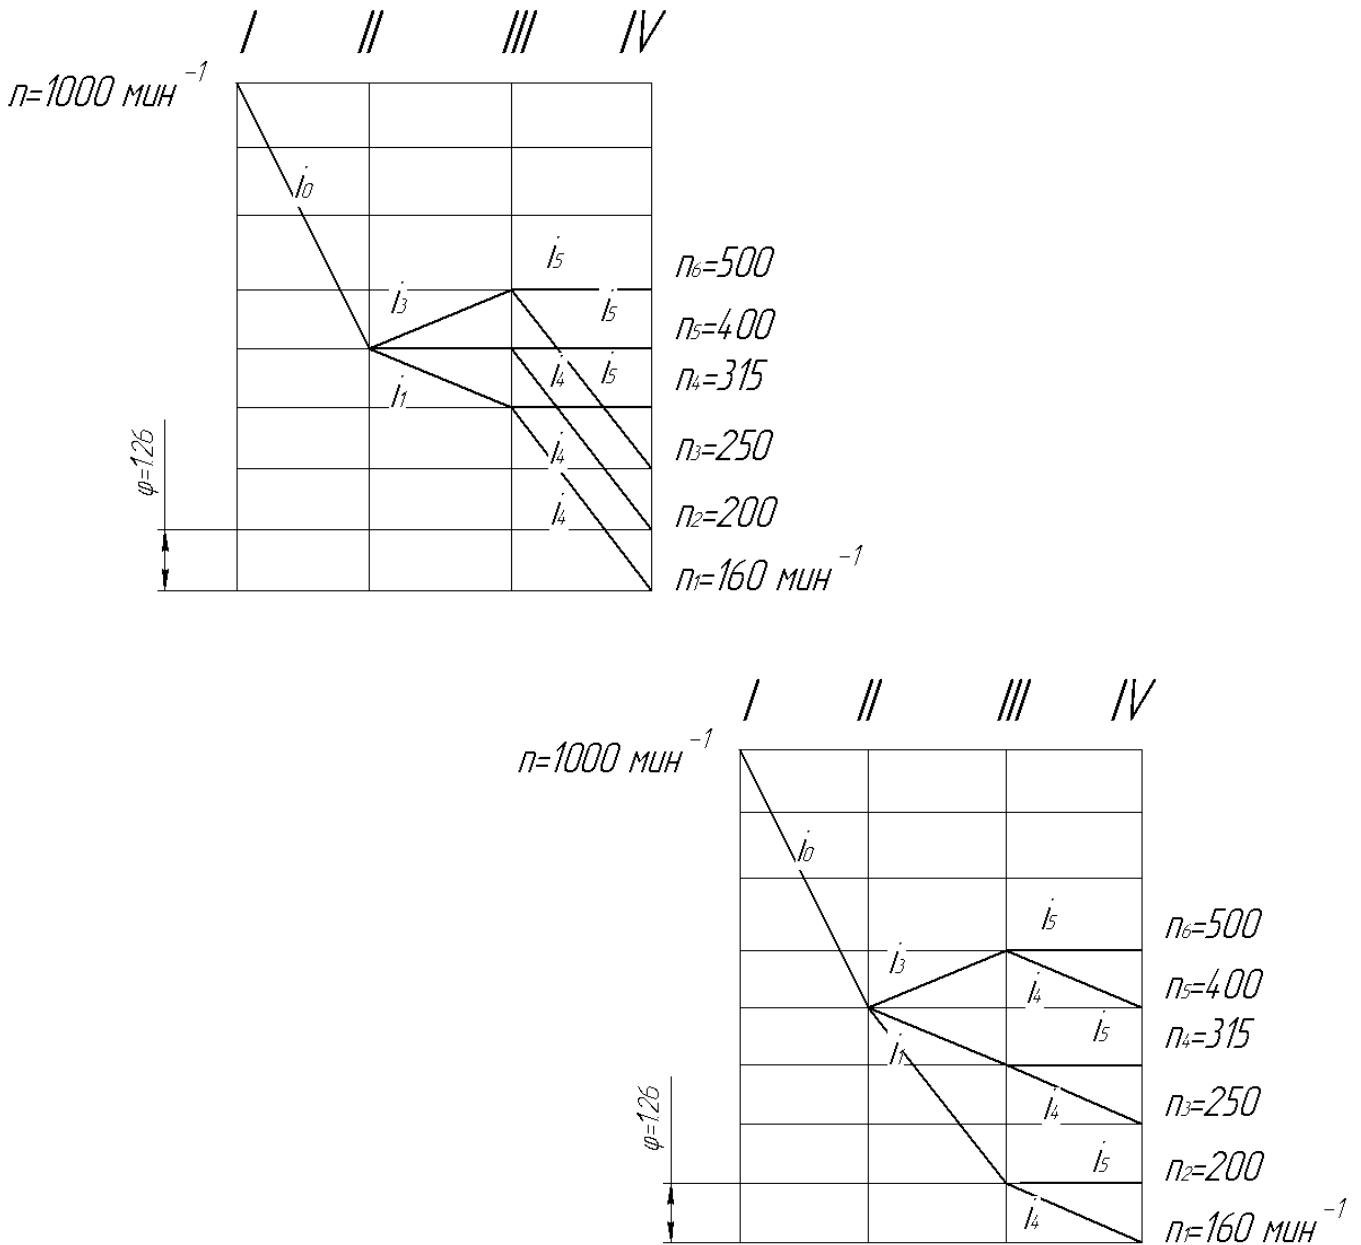 I II III IV
n=1000 мин⁻¹
i₀
i₅
n₆=500
i₃
i₅
n₅=400
i₄ i₅
n₄=315
i₁
φ=1.26
i₄
n₃=250
i₄
n₂=200
n₁=160 мин⁻¹
I II III IV
n=1000 мин⁻¹
i₀
i₅
n₆=500
i₃
i₄
n₅=400
i₅
n₄=315
i₁
φ=1.26
i₄
n₃=250
i₅
n₂=200
i₄
n₁=160 мин⁻¹